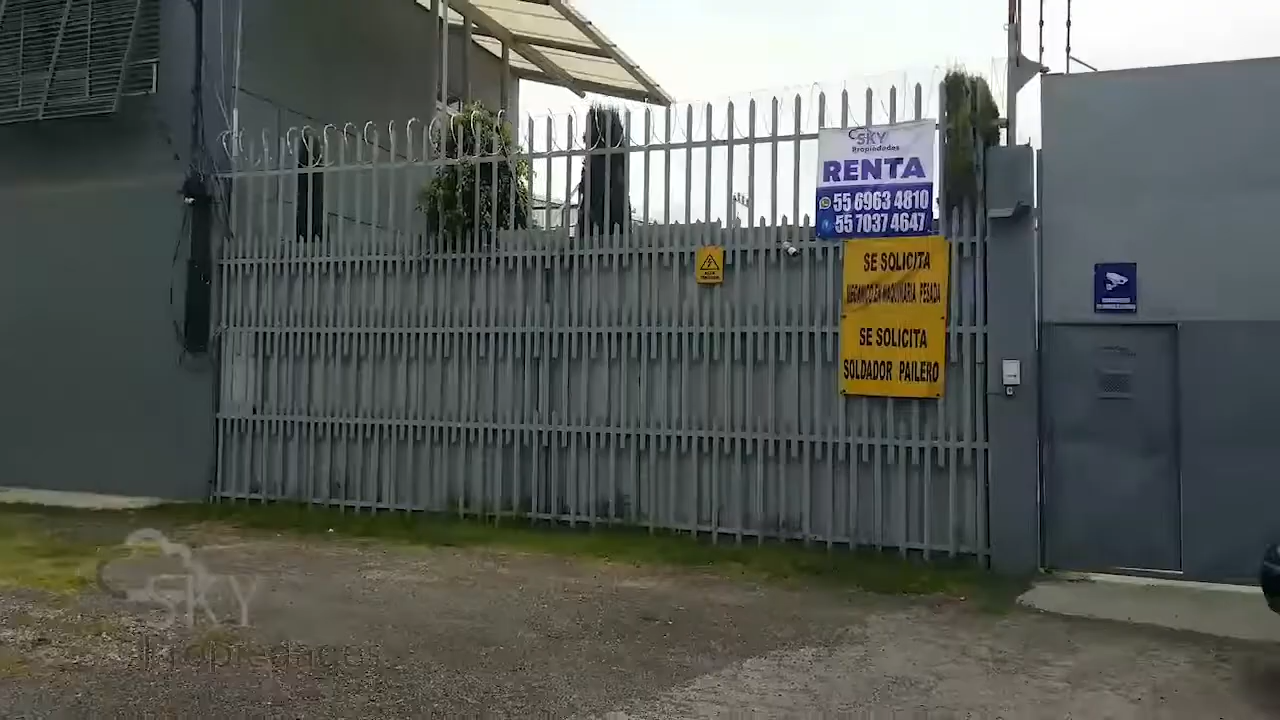 SKY
Propiedades
RENTA
55 6963 4810
55 7037 4647
SE SOLICITA
MECANICO EN MAQUINARIA PESADA
SE SOLICITA
SOLDADOR PAILERO
SKY
Propiedades